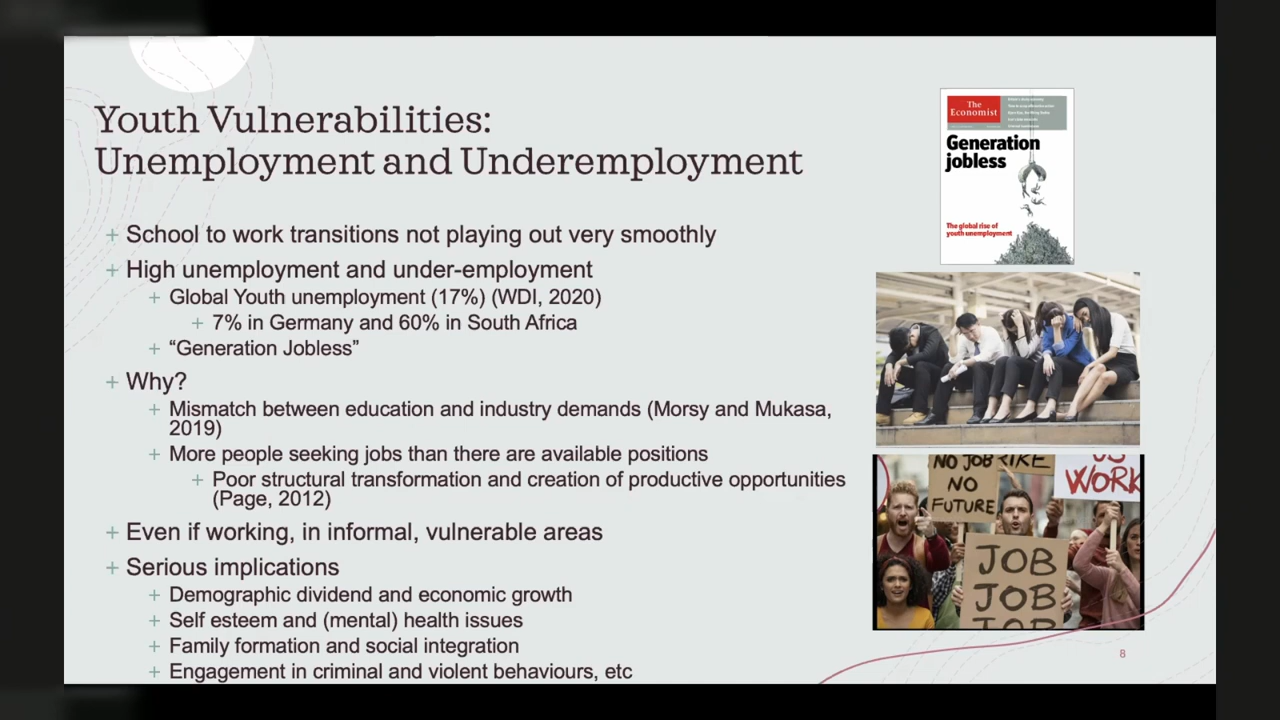 Youth Vulnerabilities:
Unemployment and Underemployment
+ School to work transitions not playing out very smoothly
+ High unemployment and under-employment
+ Global Youth unemployment (17%) (WDI, 2020)
+ 7% in Germany and 60% in South Africa
+ “Generation Jobless”
+ Why?
+ Mismatch between education and industry demands (Morsy and Mukasa,
2019)
+ More people seeking jobs than there are available positions
+ Poor structural transformation and creation of productive opportunities
(Page, 2012)
+ Even if working, in informal, vulnerable areas
+ Serious implications
+ Demographic dividend and economic growth
+ Self esteem and (mental) health issues
+ Family formation and social integration
+ Engagement in criminal and violent behaviours, etc
The
Economist
Generation
jobless
The global rise of
youth unemployment
NO JOB
NO
FUTURE
WORK
JOB
JOB
JOB
8